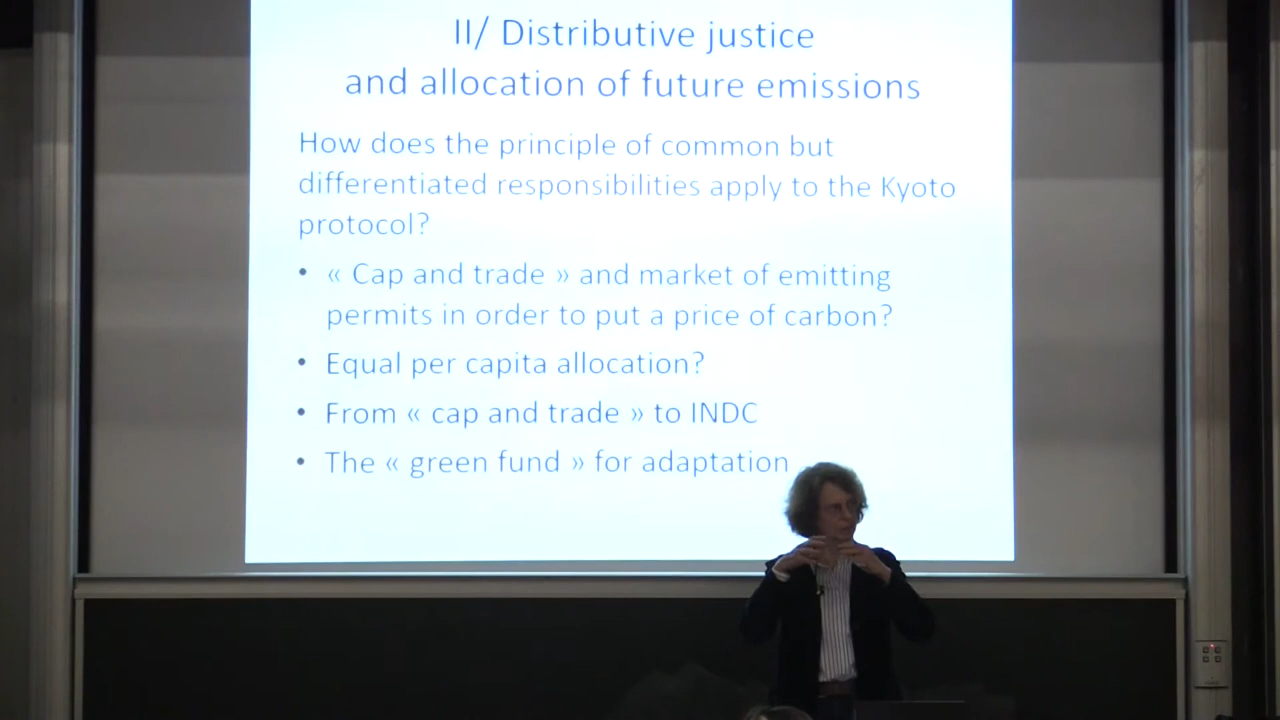 II/ Distributive justice
and allocation of future emissions
How does the principle of common but
differentiated responsibilities apply to the Kyoto
protocol?
• « Cap and trade » and market of emitting
permits in order to put a price of carbon?
• Equal per capita allocation?
• From « cap and trade » to INDC
• The « green fund » for adaptation